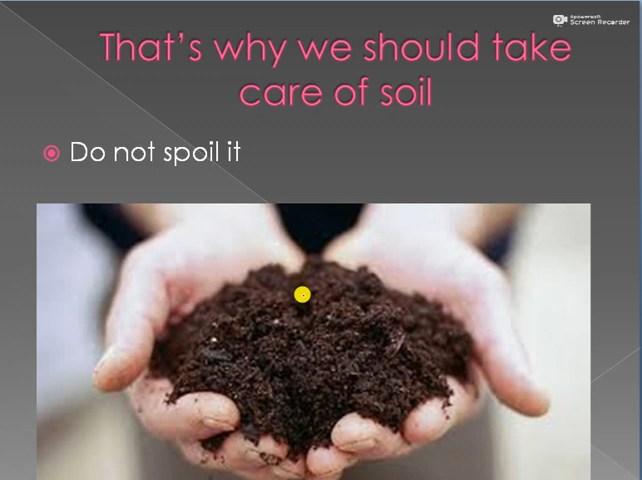 Apowersoft
Screen Recorder
That's why we should take
care of soil
Do not spoil it